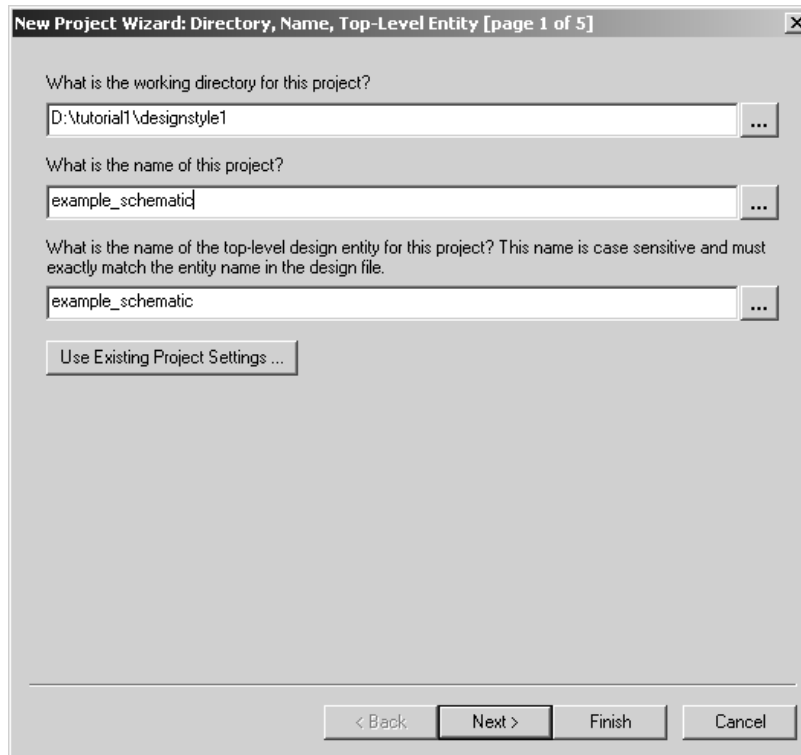 New Project Wizard: Directory, Name, Top-Level Entity [page 1 of 5]
What is the working directory for this project?
D:\tutorial1\designstyle1
...
What is the name of this project?
example_schematic
...
What is the name of the top-level design entity for this project? This name is case sensitive and must
exactly match the entity name in the design file.
example_schematic
...
Use Existing Project Settings ...
< Back
Next >
Finish
Cancel